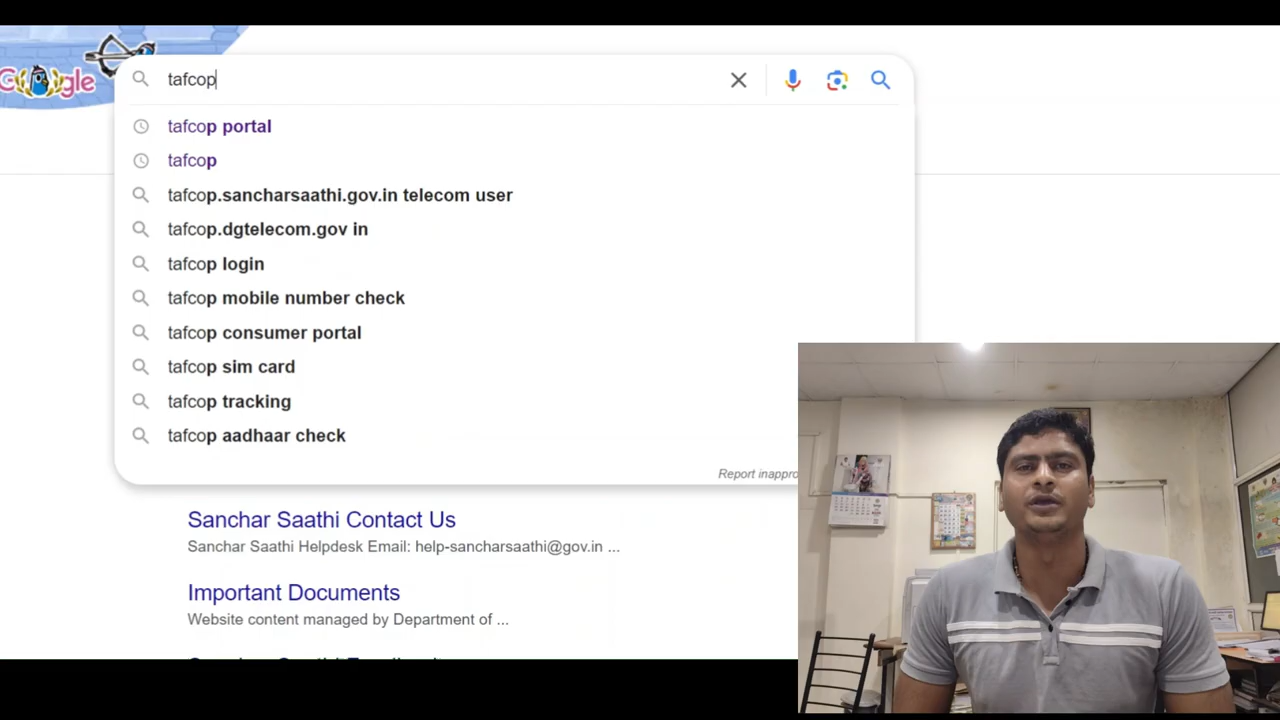 Google
tafcop
tafcop portal
tafcop
tafcop.sancharsaathi.gov.in telecom user
tafcop.dgtelecom.gov in
tafcop login
tafcop mobile number check
tafcop consumer portal
tafcop sim card
tafcop tracking
tafcop aadhaar check
Report inappro
Sanchar Saathi Contact Us
Sanchar Saathi Helpdesk Email: help-sancharsaathi@gov.in ...
Important Documents
Website content managed by Department of ...